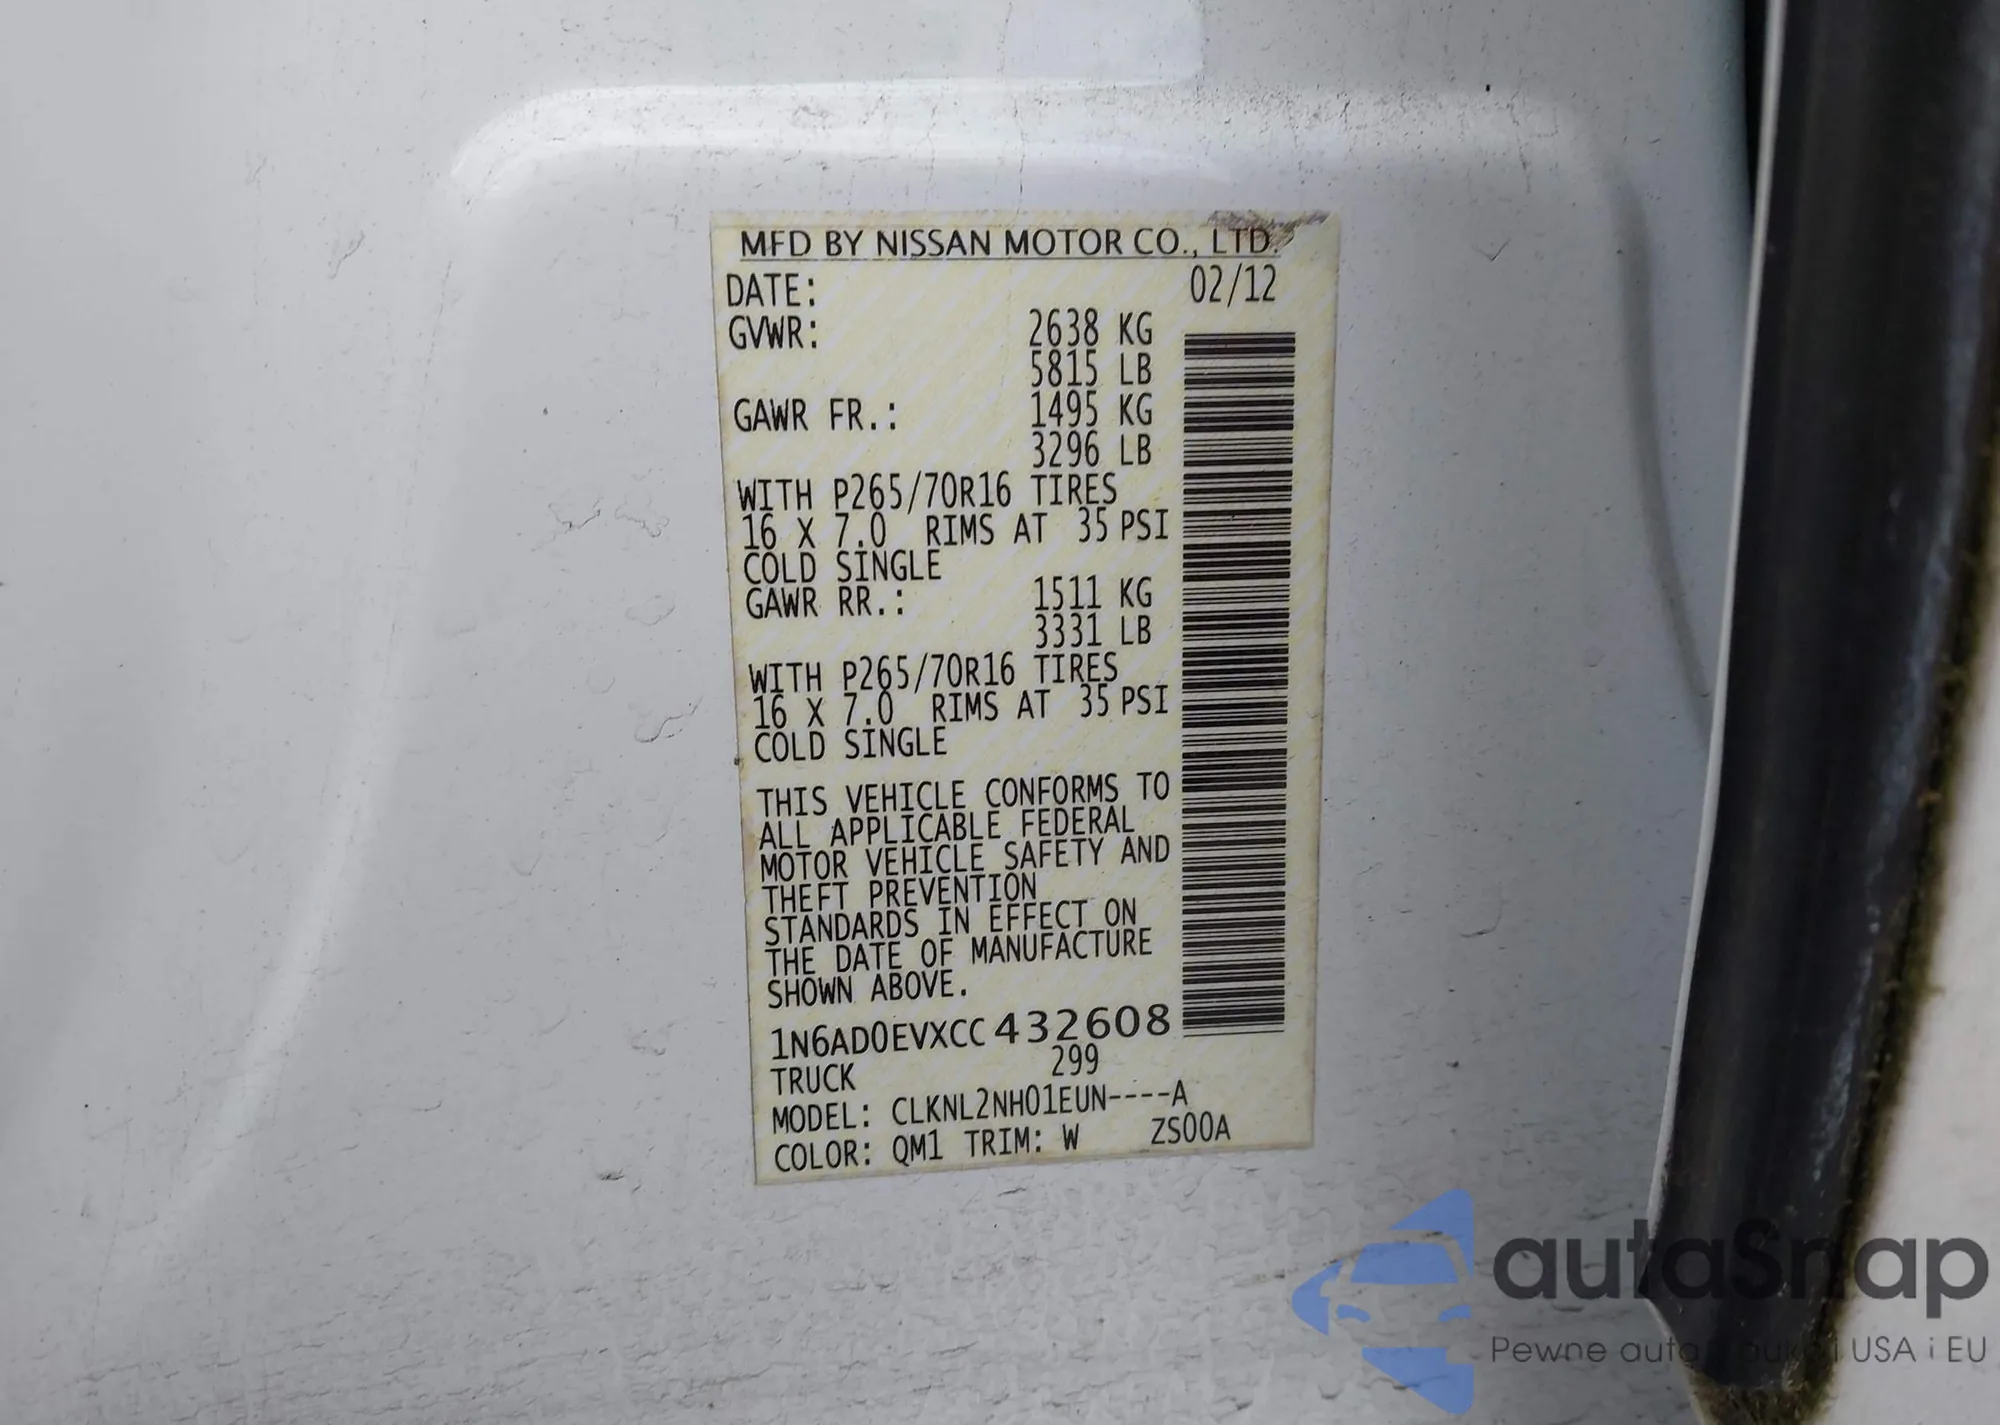 MFD BY NISSAN MOTOR CO., LTD.
DATE: 02/12
GVWR: 2638 KG
5815 LB
GAWR FR.: 1495 KG
3296 LB
WITH P265/70R16 TIRES
16 X 7.0 RIMS AT 35 PSI
COLD SINGLE
GAWR RR.: 1511 KG
3331 LB
WITH P265/70R16 TIRES
16 X 7.0 RIMS AT 35 PSI
COLD SINGLE
THIS VEHICLE CONFORMS TO
ALL APPLICABLE FEDERAL
MOTOR VEHICLE SAFETY AND
THEFT PREVENTION
STANDARDS IN EFFECT ON
THE DATE OF MANUFACTURE
SHOWN ABOVE.
1N6AD0EVXCC432608
TRUCK 299
MODEL: CLKNL2NH01EUN----A
COLOR: QM1 TRIM: W ZS00A
autaSnap
Pewne auta i USA i EU